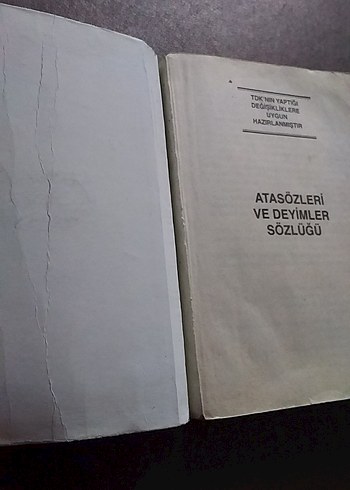 TDK'NIN YAPTIĞI
DEĞİŞİKLİKLERE
UYGUN
HAZIRLANMIŞTIR
ATASÖZLERİ
VE DEYİMLER
SÖZLÜĞÜ